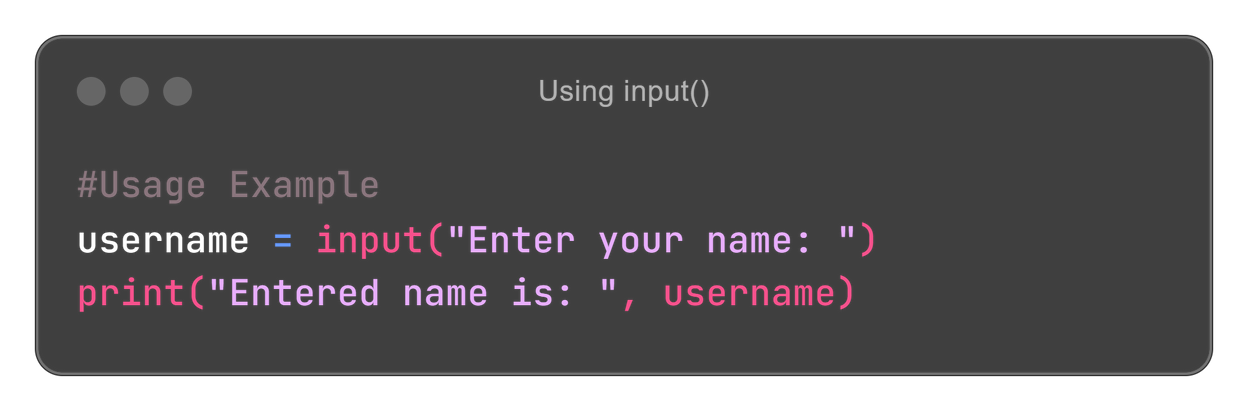 Using input()
#Usage Example
username = input("Enter your name: ")
print("Entered name is: ", username)